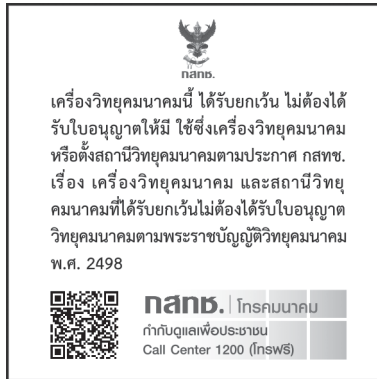 กสทช.
เครื่องวิทยุคมนาคมนี้ ได้รับยกเว้น ไม่ต้องได้
รับใบอนุญาตให้มี ใช้ซึ่งเครื่องวิทยุคมนาคม
หรือตั้งสถานีวิทยุคมนาคมตามประกาศ กสทช.
เรื่อง เครื่องวิทยุคมนาคม และสถานีวิทยุ
คมนาคมที่ได้รับยกเว้นไม่ต้องได้รับใบอนุญาต
วิทยุคมนาคมตามพระราชบัญญัติวิทยุคมนาคม
พ.ศ. 2498
กสทช. | โทรคมนาคม
กำกับดูแลเพื่อประชาชน
Call Center 1200 (โทรฟรี)